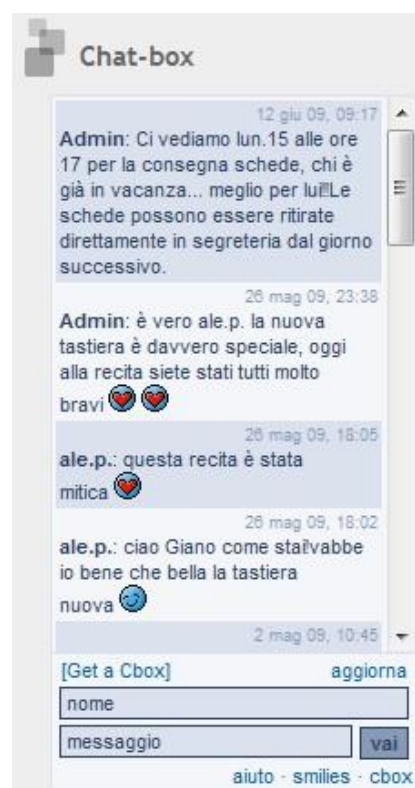 Chat-box
12 giu 09, 09:17
Admin: Ci vediamo lun.15 alle ore
17 per la consegna schede, chi è
già in vacanza... meglio per lui!!Le
schede possono essere ritirate
direttamente in segreteria dal giorno
successivo.
26 mag 09, 23:38
Admin: è vero ale.p. la nuova
tastiera è davvero speciale, oggi
alla recita siete stati tutti molto
bravi
26 mag 09, 18:05
ale.p.: questa recita è stata
mitica
26 mag 09, 18:02
ale.p.: ciao Giano come stai!vabbe
io bene che bella la tastiera
nuova
2 mag 09, 10:45
[Get a Cbox] aggiorna
nome
messaggio vai
aiuto · smilies · cbox